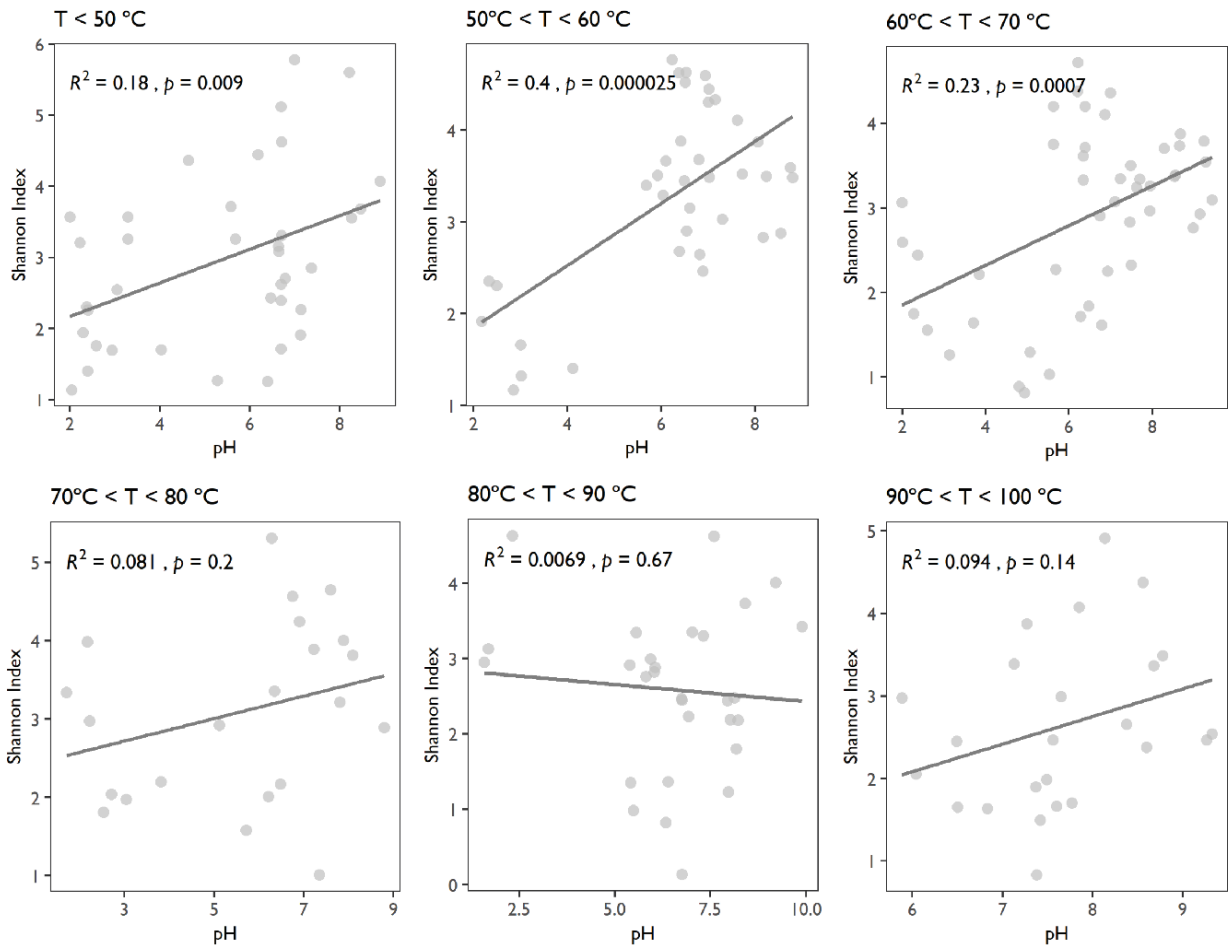 T < 50 °C
R² = 0.18 , p = 0.009
Shannon Index
6
5
4
3
2
1
2 4 6 8
pH
50°C < T < 60 °C
R² = 0.4 , p = 0.000025
Shannon Index
4
3
2
1
2 4 6 8
pH
60°C < T < 70 °C
R² = 0.23 , p = 0.0007
Shannon Index
4
3
2
1
2 4 6 8
pH
70°C < T < 80 °C
R² = 0.081 , p = 0.2
Shannon Index
5
4
3
2
1
3 5 7 9
pH
80°C < T < 90 °C
R² = 0.0069 , p = 0.67
Shannon Index
4
3
2
1
0
2.5 5.0 7.5 10.0
pH
90°C < T < 100 °C
R² = 0.094 , p = 0.14
Shannon Index
5
4
3
2
1
6 7 8 9
pH